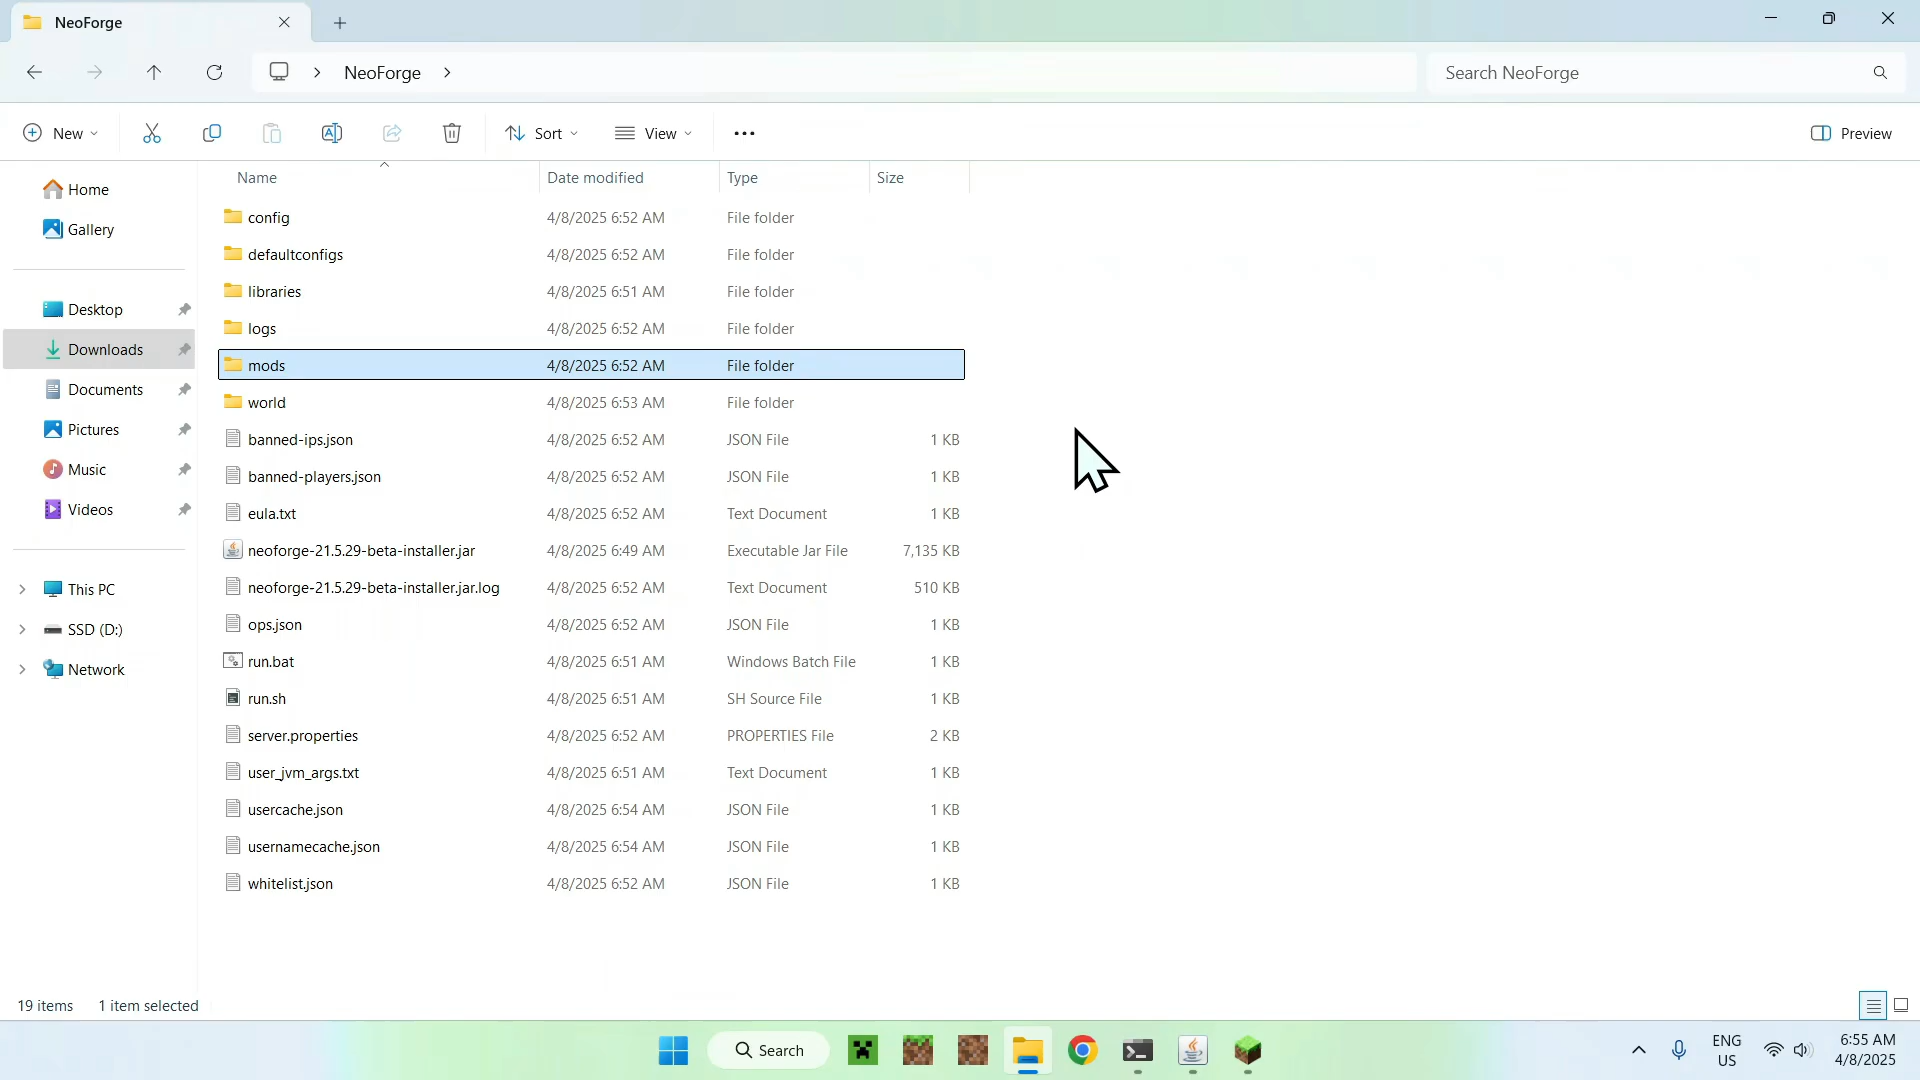 NeoForge
NeoForge
Search NeoForge
New
Sort
View
Preview
Name Date modified Type Size
Home
Gallery
Desktop
Downloads
Documents
Pictures
Music
Videos
This PC
SSD (D:)
Network
config 4/8/2025 6:52 AM File folder
defaultconfigs 4/8/2025 6:52 AM File folder
libraries 4/8/2025 6:51 AM File folder
logs 4/8/2025 6:52 AM File folder
mods 4/8/2025 6:52 AM File folder
world 4/8/2025 6:53 AM File folder
banned-ips.json 4/8/2025 6:52 AM JSON File 1 KB
banned-players.json 4/8/2025 6:52 AM JSON File 1 KB
eula.txt 4/8/2025 6:52 AM Text Document 1 KB
neoforge-21.5.29-beta-installer.jar 4/8/2025 6:49 AM Executable Jar File 7,135 KB
neoforge-21.5.29-beta-installer.jar.log 4/8/2025 6:52 AM Text Document 510 KB
ops.json 4/8/2025 6:52 AM JSON File 1 KB
run.bat 4/8/2025 6:51 AM Windows Batch File 1 KB
run.sh 4/8/2025 6:51 AM SH Source File 1 KB
server.properties 4/8/2025 6:52 AM PROPERTIES File 2 KB
user_jvm_args.txt 4/8/2025 6:51 AM Text Document 1 KB
usercache.json 4/8/2025 6:54 AM JSON File 1 KB
usernamecache.json 4/8/2025 6:54 AM JSON File 1 KB
whitelist.json 4/8/2025 6:52 AM JSON File 1 KB
19 items 1 item selected
Search
ENG
US
6:55 AM
4/8/2025